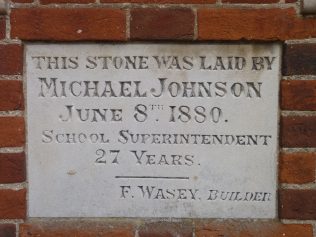 THIS STONE WAS LAID BY
MICHAEL JOHNSON
JUNE 8TH 1880.
SCHOOL SUPERINTENDENT
27 YEARS.
F. WASEY. BUILDER